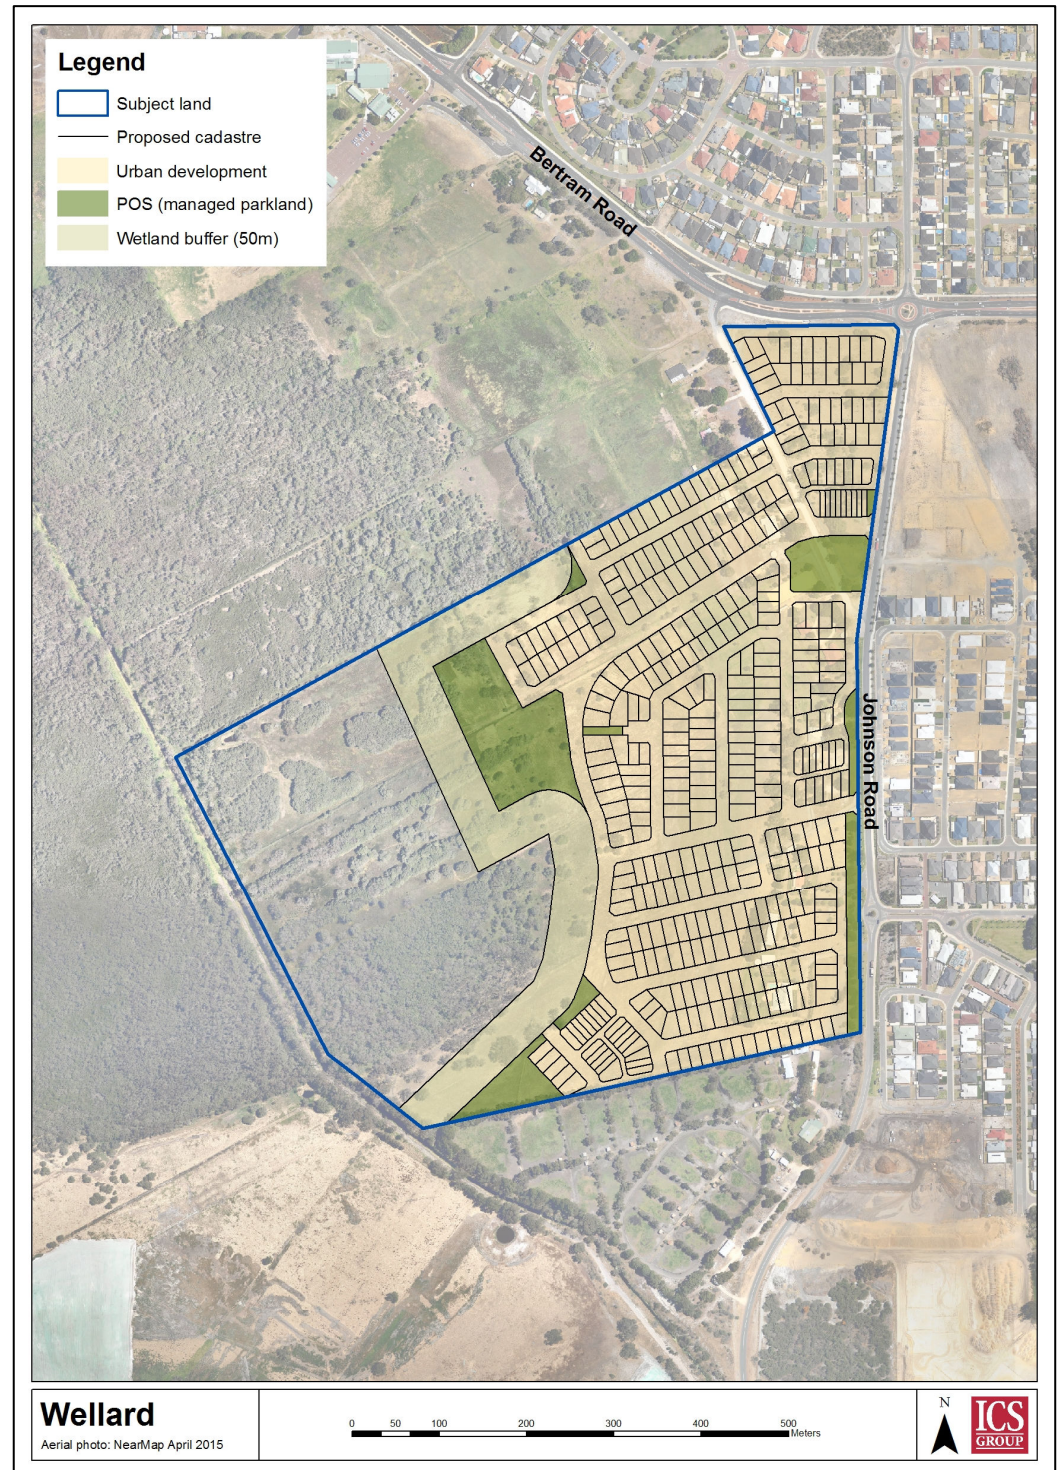 Legend
Subject land
Proposed cadastre
Urban development
POS (managed parkland)
Wetland buffer (50m)
Bertram Road
Johnson Road
Wellard
Aerial photo: NearMap April 2015
0 50 100 200 300 400 500
Meters
N
ICS
GROUP